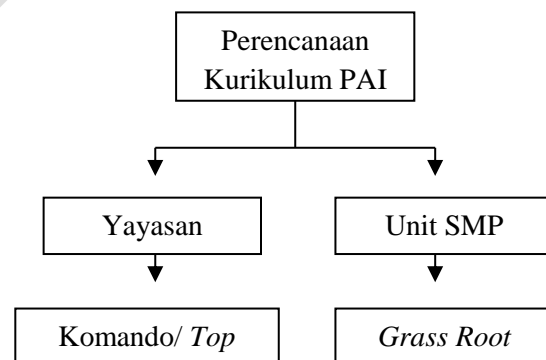 Perencanaan
Kurikulum PAI
Yayasan
Unit SMP
Komando/ Top
Grass Root